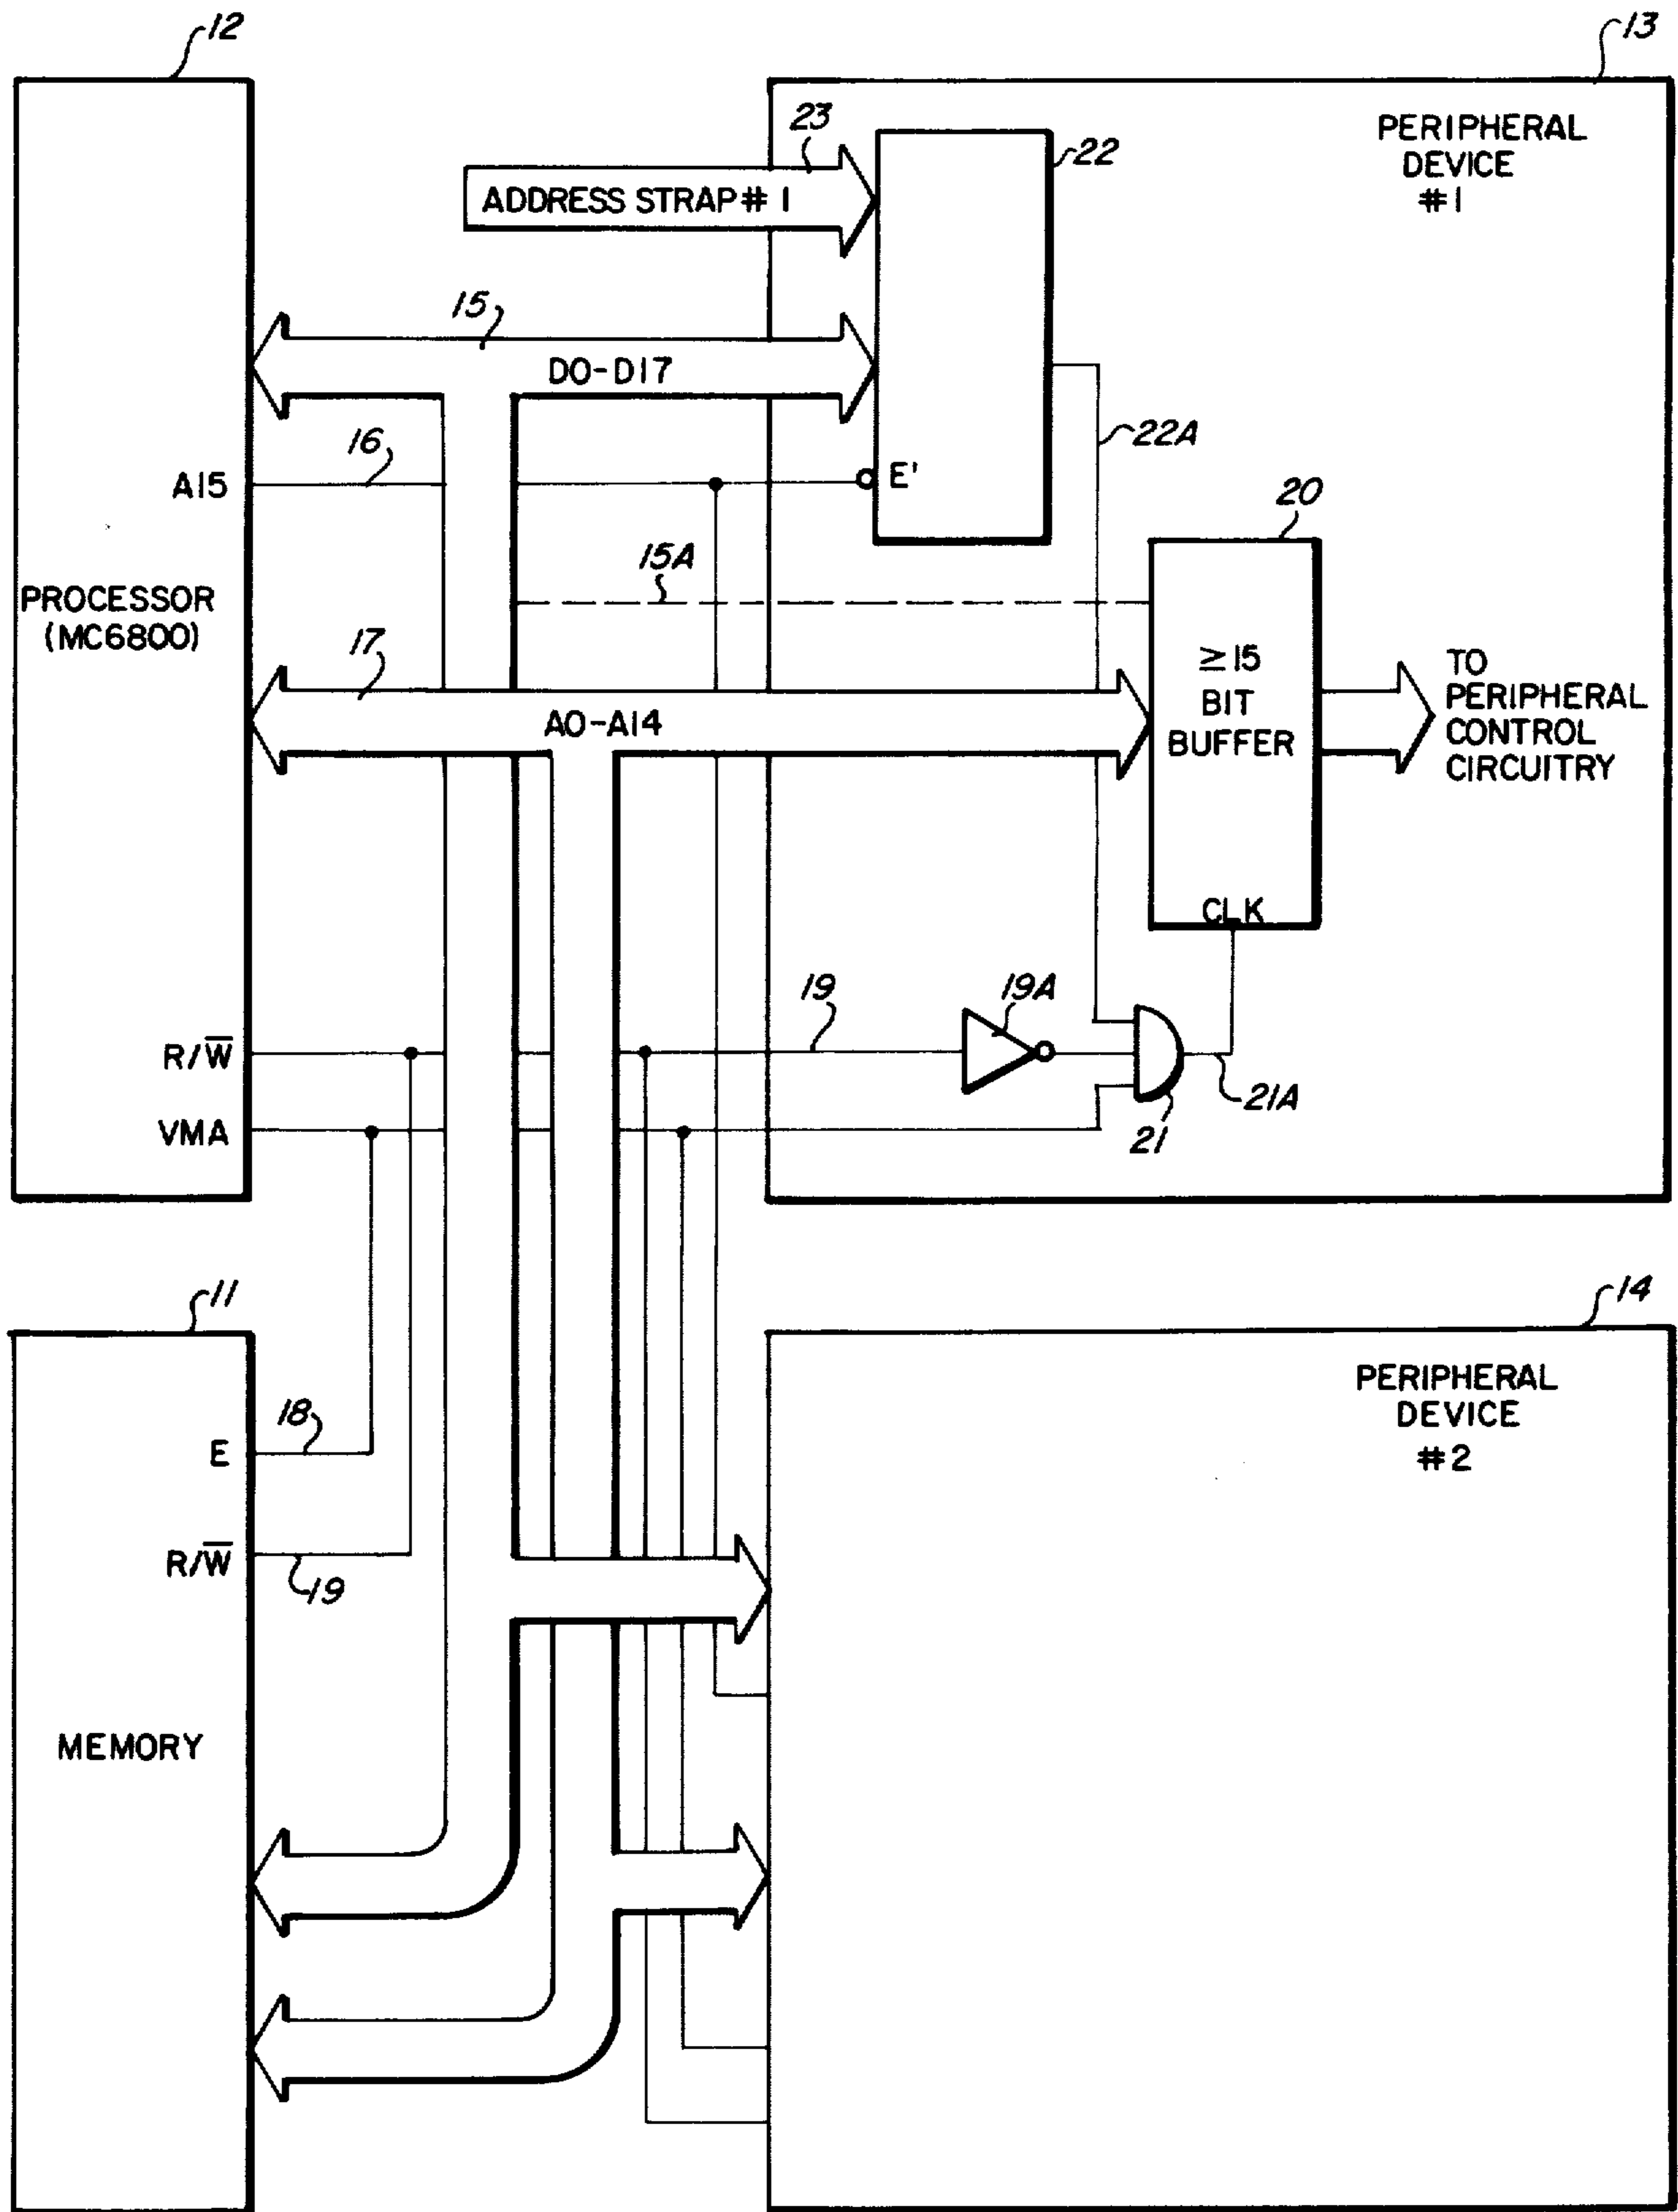 12
13
PERIPHERAL
DEVICE
#1
23
22
ADDRESS STRAP # 1
15
D0-D17
22A
16
A15
E'
20
15A
PROCESSOR
(MC6800)
17
≥15
BIT
BUFFER
TO
PERIPHERAL
CONTROL
CIRCUITRY
A0-A14
CLK
19
19A
R/W̅
21A
VMA
21
11
14
PERIPHERAL
DEVICE
#2
18
E
R/W̅
19
MEMORY